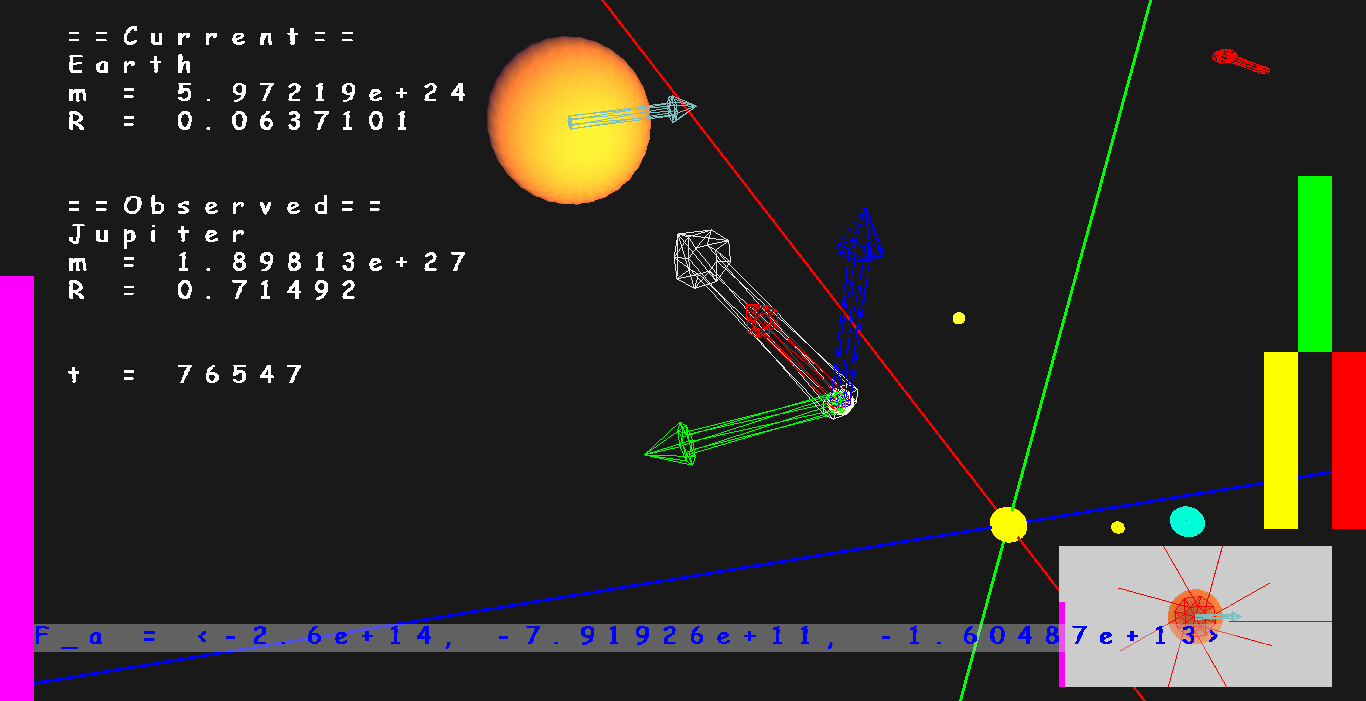 ==Current==
Earth
m = 5.97219e+24
R = 0.0637101
==Observed==
Jupiter
m = 1.89813e+27
R = 0.71492
t = 76547
F_a = <-2.6e+14, -7.91926e+11, -1.60487e+13>